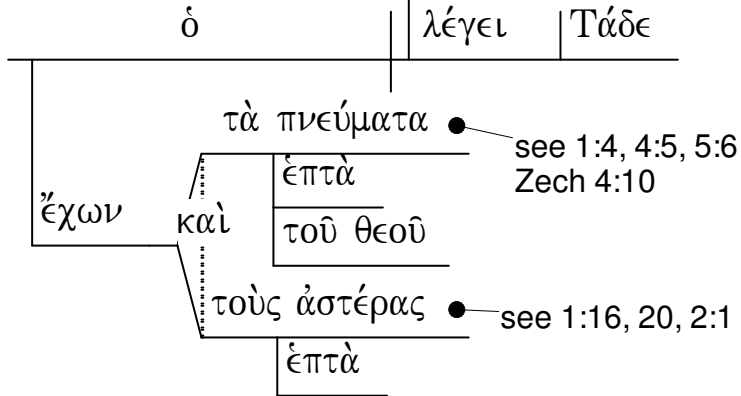 ὁ λέγει Τάδε
τὰ πνεύματα
see 1:4, 4:5, 5:6
Zech 4:10
ἑπτὰ
ἔχων
καὶ
τοῦ θεοῦ
τοὺς ἀστέρας
see 1:16, 20, 2:1
ἑπτὰ